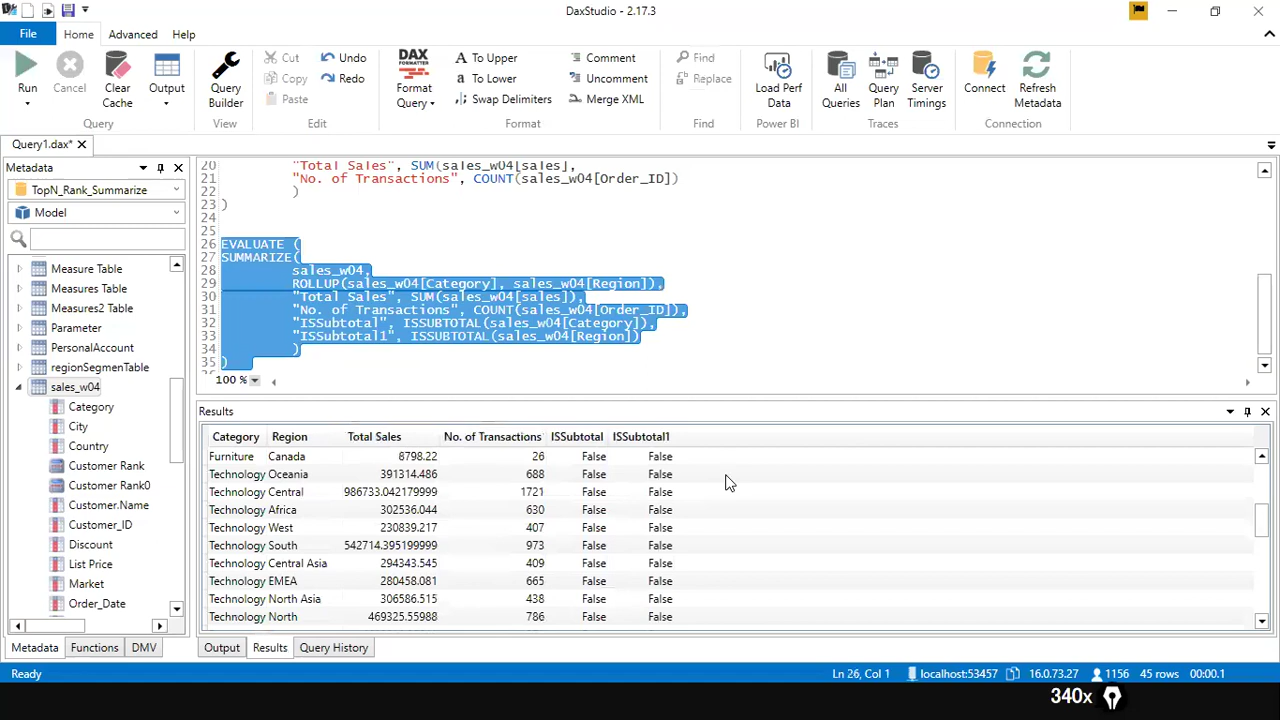 DaxStudio - 2.17.3
File Home Advanced Help
Run Cancel Clear Cache Output
Query
Query Builder
View
Cut Undo
Copy Redo
Paste
Edit
DAX FORMATTER
Format Query
To Upper Comment
To Lower Uncomment
Swap Delimiters Merge XML
Format
Find
Replace
Find
Load Perf Data
Power BI
All Queries Query Plan Server Timings
Traces
Connect Refresh Metadata
Connection
Query1.dax*
Metadata
TopN_Rank_Summarize
Model
Measure Table
Measures Table
Measures2 Table
Parameter
PersonalAccount
regionSegmenTable
sales_w04
Category
City
Country
Customer Rank
Customer Rank0
Customer.Name
Customer_ID
Discount
List Price
Market
Order_Date
Metadata Functions DMV
20 "Total Sales", SUM(sales_w04[sales],
21 "No. of Transactions", COUNT(sales_w04[Order_ID])
22 )
23 )
24
25
26 EVALUATE (
27 SUMMARIZE(
28 sales_w04,
29 ROLLUP(sales_w04[Category], sales_w04[Region]),
30 "Total Sales", SUM(sales_w04[sales]),
31 "No. of Transactions", COUNT(sales_w04[Order_ID]),
32 "ISSubtotal", ISSUBTOTAL(sales_w04[Category]),
33 "ISSubtotal1", ISSUBTOTAL(sales_w04[Region])
34 )
35 )
100 %
Results
Category Region Total Sales No. of Transactions ISSubtotal ISSubtotal1
Furniture Canada 8798.22 26 False False
Technology Oceania 391314.486 688 False False
Technology Central 986733.042179999 1721 False False
Technology Africa 302536.044 630 False False
Technology West 230839.217 407 False False
Technology South 542714.395199999 973 False False
Technology Central Asia 294343.545 409 False False
Technology EMEA 280458.081 665 False False
Technology North Asia 306586.515 438 False False
Technology North 469325.55988 786 False False
Output Results Query History
Ready Ln 26, Col 1 localhost:53457 16.0.73.27 1156 45 rows 00:00.1
340x